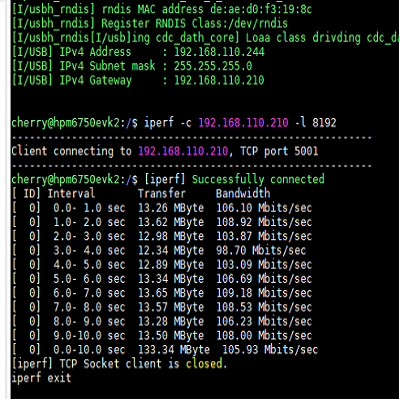 [I/usbh_rndis] rndis MAC address de:ae:d0:f3:19:8c
[I/usbh_rndis] Register RNDIS Class:/dev/rndis
[I/usbh_rndis[I/usb]ing cdc_dath_core] Loaa class drivding cdc_da
[I/USB] IPv4 Address     : 192.168.110.244
[I/USB] IPv4 Subnet mask : 255.255.255.0
[I/USB] IPv4 Gateway     : 192.168.110.210
cherry@hpm6750evk2:/$ iperf -c 192.168.110.210 -l 8192
------------------------------------------------------------
Client connecting to 192.168.110.210, TCP port 5001
------------------------------------------------------------
cherry@hpm6750evk2:/$ [iperf] Successfully connected
[ ID] Interval       Transfer     Bandwidth
[  0]  0.0- 1.0 sec  13.26 MByte  106.10 Mbits/sec
[  0]  1.0- 2.0 sec  13.62 MByte  108.92 Mbits/sec
[  0]  2.0- 3.0 sec  12.98 MByte  103.87 Mbits/sec
[  0]  3.0- 4.0 sec  12.34 MByte  98.70 Mbits/sec
[  0]  4.0- 5.0 sec  12.89 MByte  103.09 Mbits/sec
[  0]  5.0- 6.0 sec  13.34 MByte  106.69 Mbits/sec
[  0]  6.0- 7.0 sec  13.65 MByte  109.18 Mbits/sec
[  0]  7.0- 8.0 sec  13.57 MByte  108.53 Mbits/sec
[  0]  8.0- 9.0 sec  13.28 MByte  106.23 Mbits/sec
[  0]  9.0-10.0 sec  13.50 MByte  108.00 Mbits/sec
[  0]  0.0-10.0 sec  133.34 MByte  105.93 Mbits/sec
[iperf] TCP Socket client is closed.
iperf exit